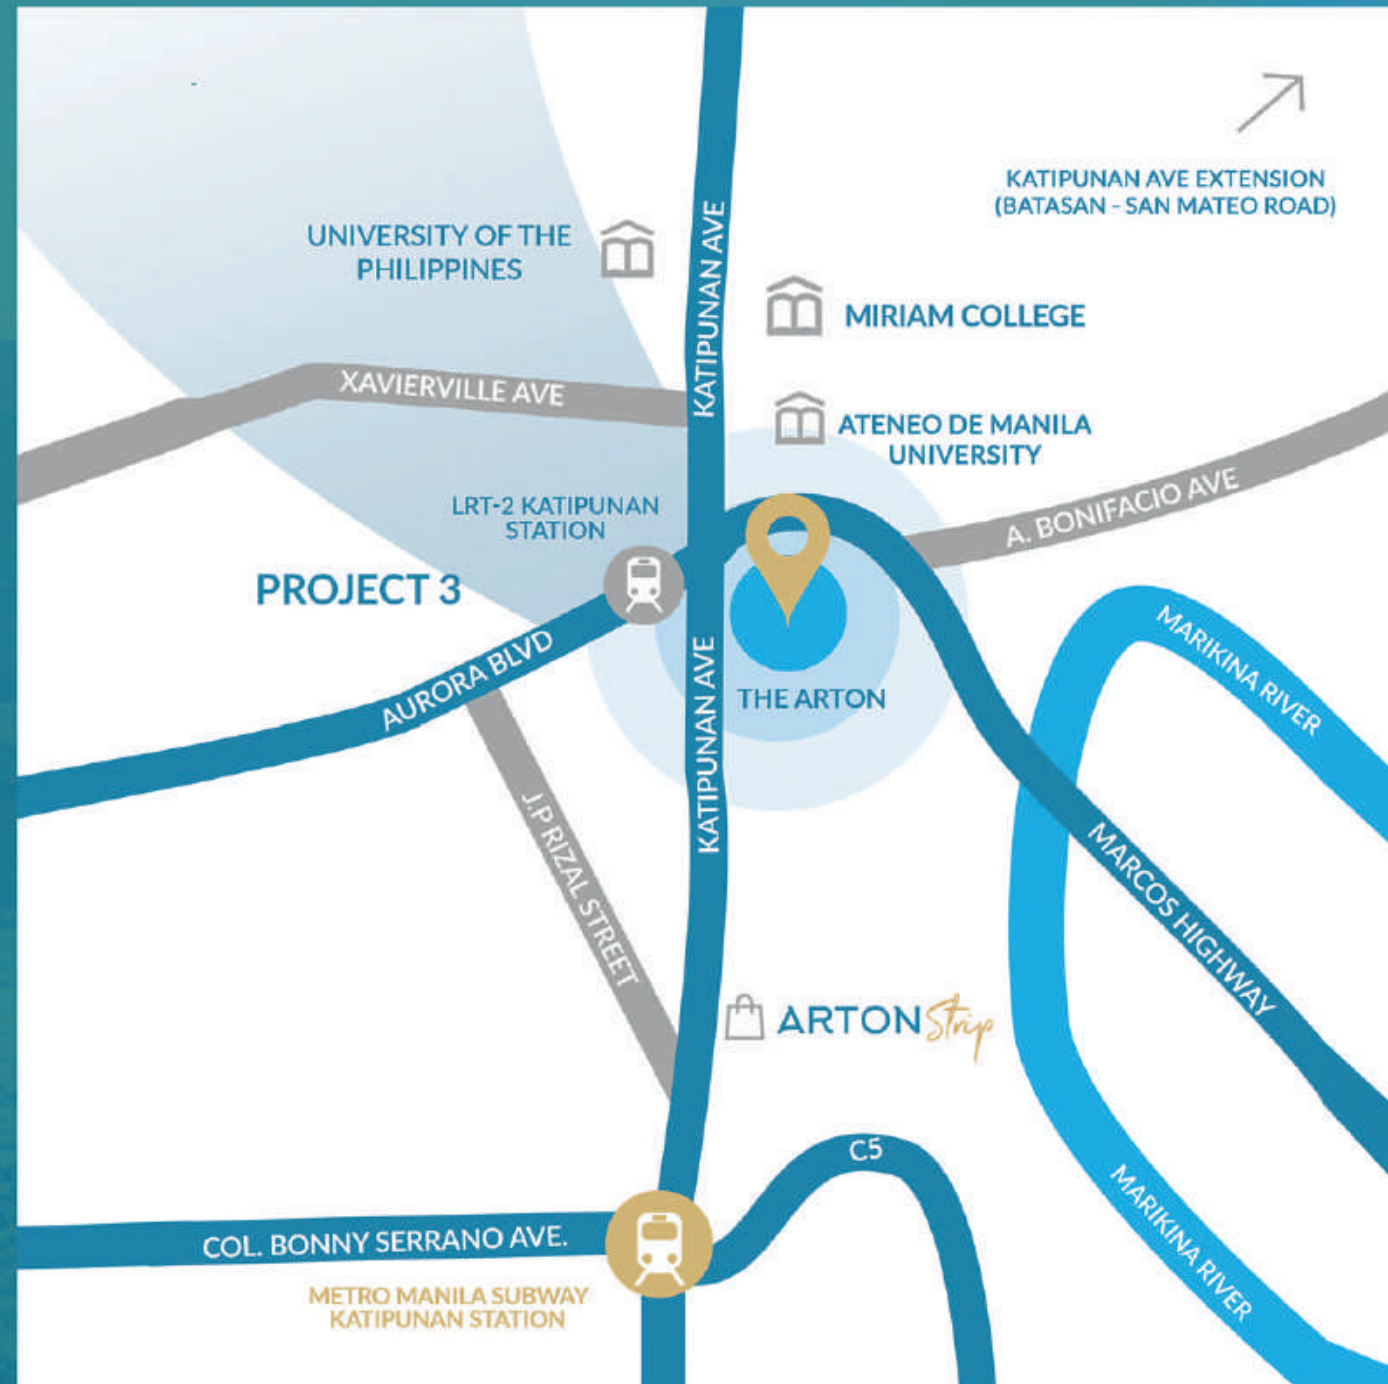 KATIPUNAN AVE EXTENSION
(BATASAN - SAN MATEO ROAD)
UNIVERSITY OF THE
PHILIPPINES
KATIPUNAN AVE
MIRIAM COLLEGE
XAVIERVILLE AVE
ATENEO DE MANILA
UNIVERSITY
A. BONIFACIO AVE
LRT-2 KATIPUNAN
STATION
PROJECT 3
AURORA BLVD
KATIPUNAN AVE
THE ARTON
MARIKINA RIVER
J.P RIZAL STREET
MARCOS HIGHWAY
ARTON Strip
C5
MARIKINA RIVER
COL. BONNY SERRANO AVE.
METRO MANILA SUBWAY
KATIPUNAN STATION